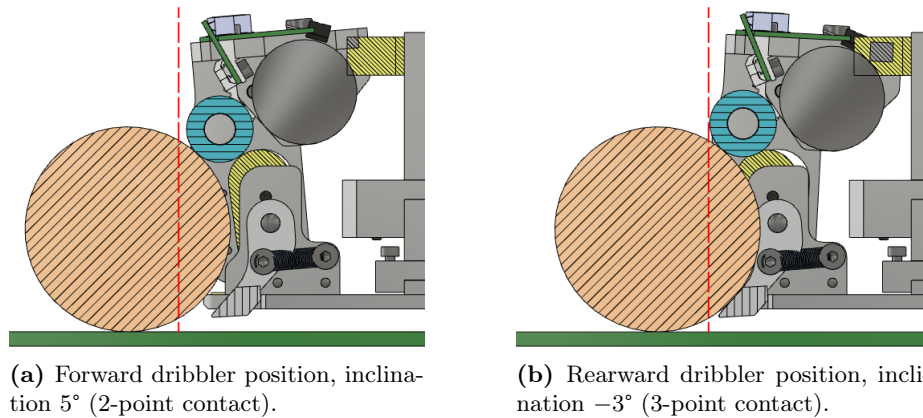 (a) Forward dribbler position, inclina-
tion 5° (2-point contact).
(b) Rearward dribbler position, incli-
nation −3° (3-point contact).